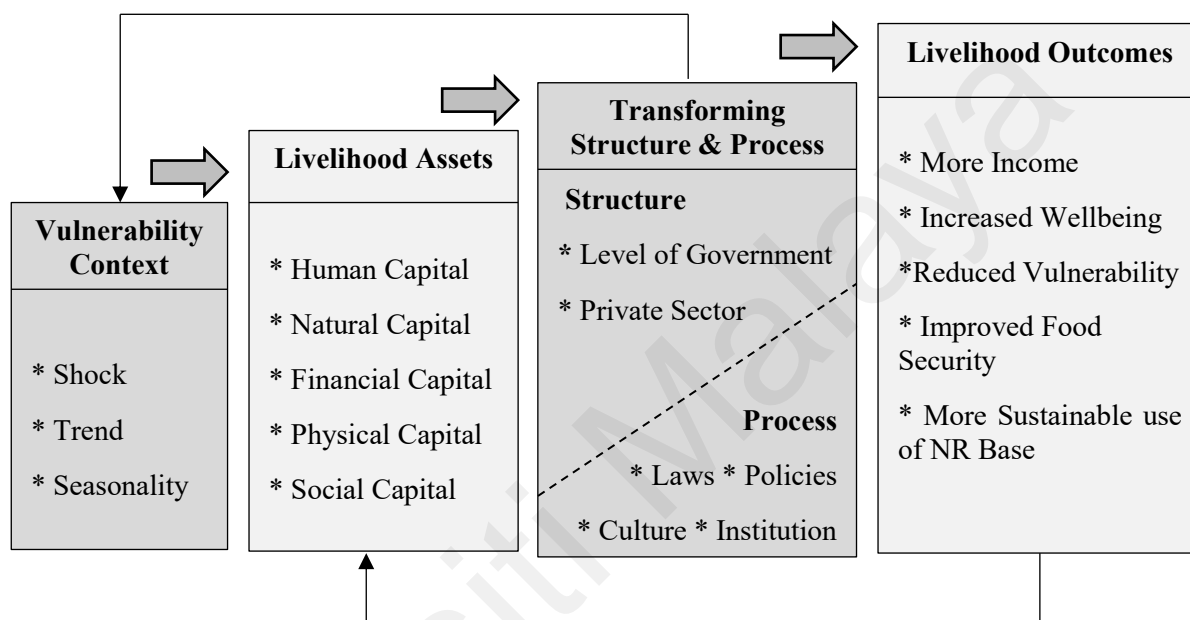 Vulnerability
Context
* Shock
* Trend
* Seasonality
Livelihood Assets
* Human Capital
* Natural Capital
* Financial Capital
* Physical Capital
* Social Capital
Transforming
Structure & Process
Structure
* Level of Government
* Private Sector
Process
* Laws * Policies
* Culture * Institution
Livelihood Outcomes
* More Income
* Increased Wellbeing
*Reduced Vulnerability
* Improved Food
Security
* More Sustainable use
of NR Base
siti Malaya